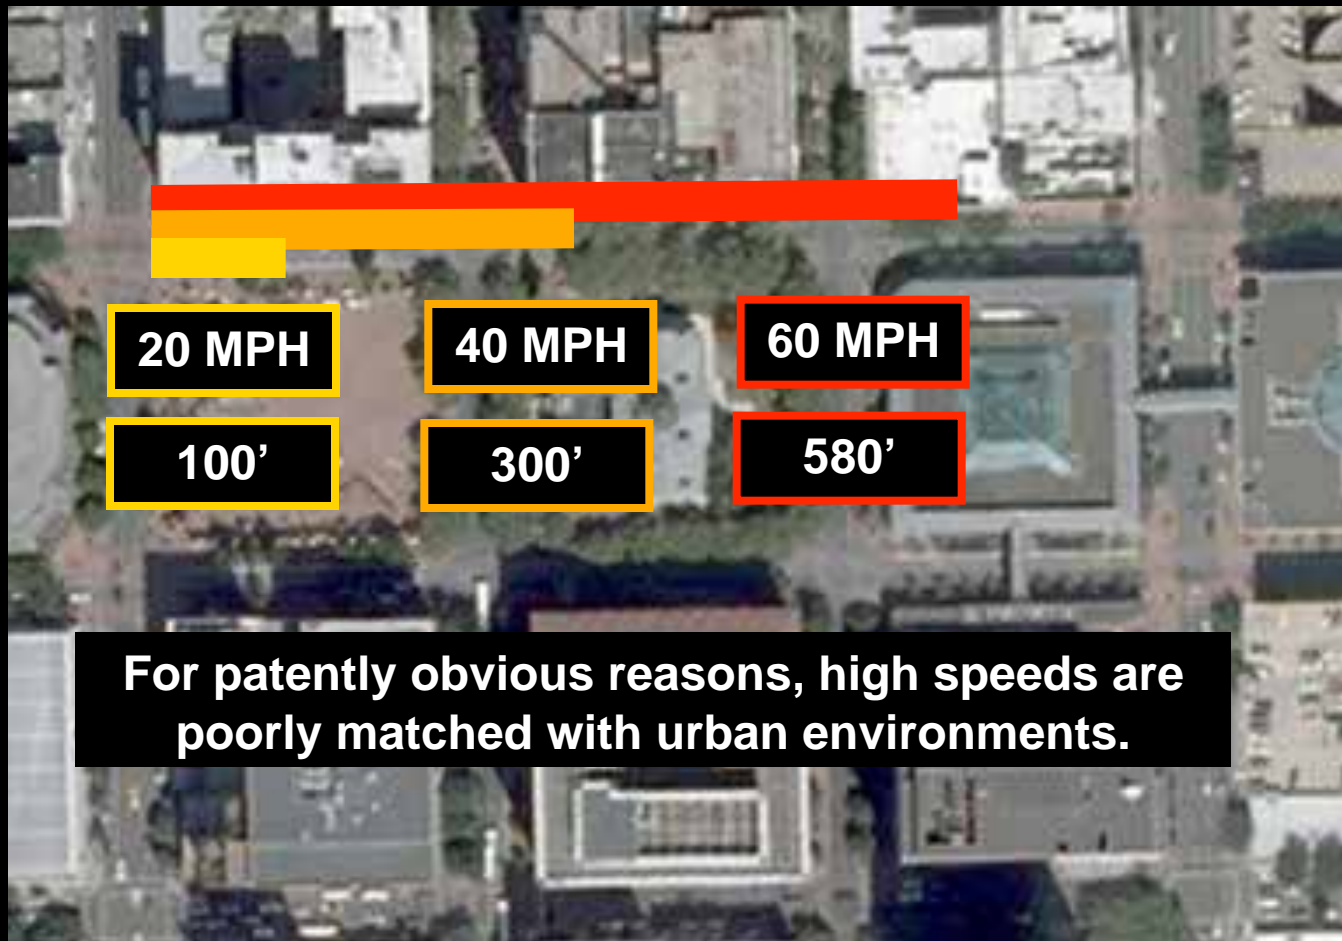 20 MPH
40 MPH
60 MPH
100’
300’
580’
For patently obvious reasons, high speeds are
poorly matched with urban environments.